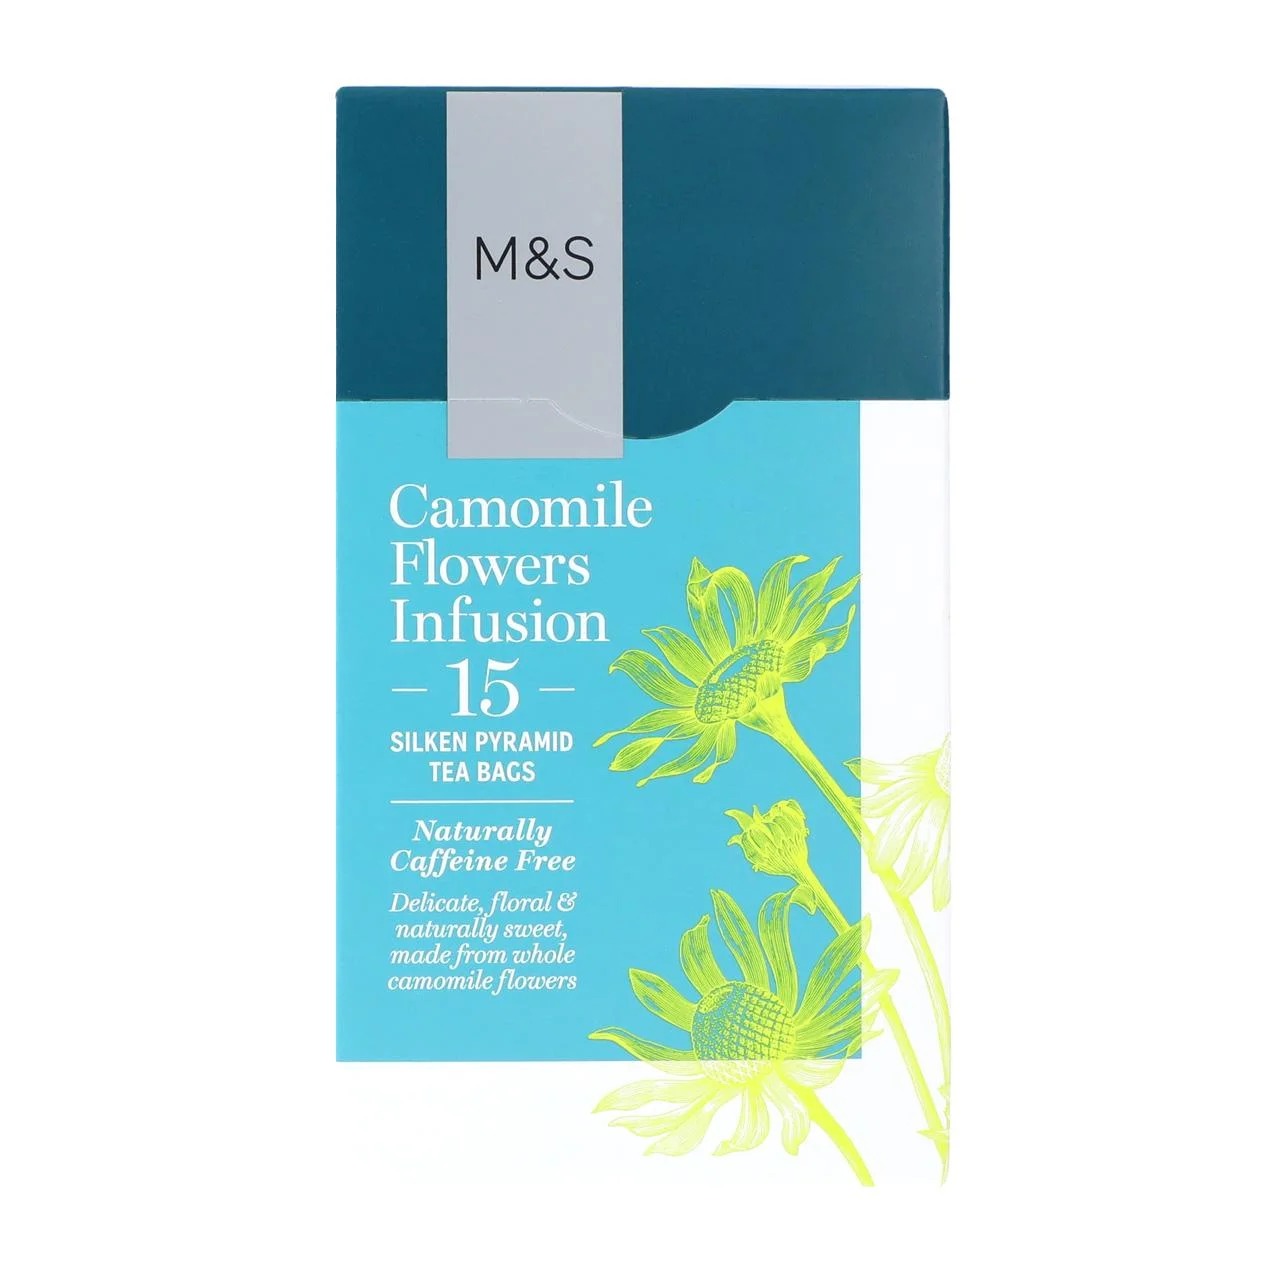 M&S
Camomile
Flowers
Infusion
– 15 –
SILKEN PYRAMID
TEA BAGS
Naturally
Caffeine Free
Delicate, floral &
naturally sweet,
made from whole
camomile flowers